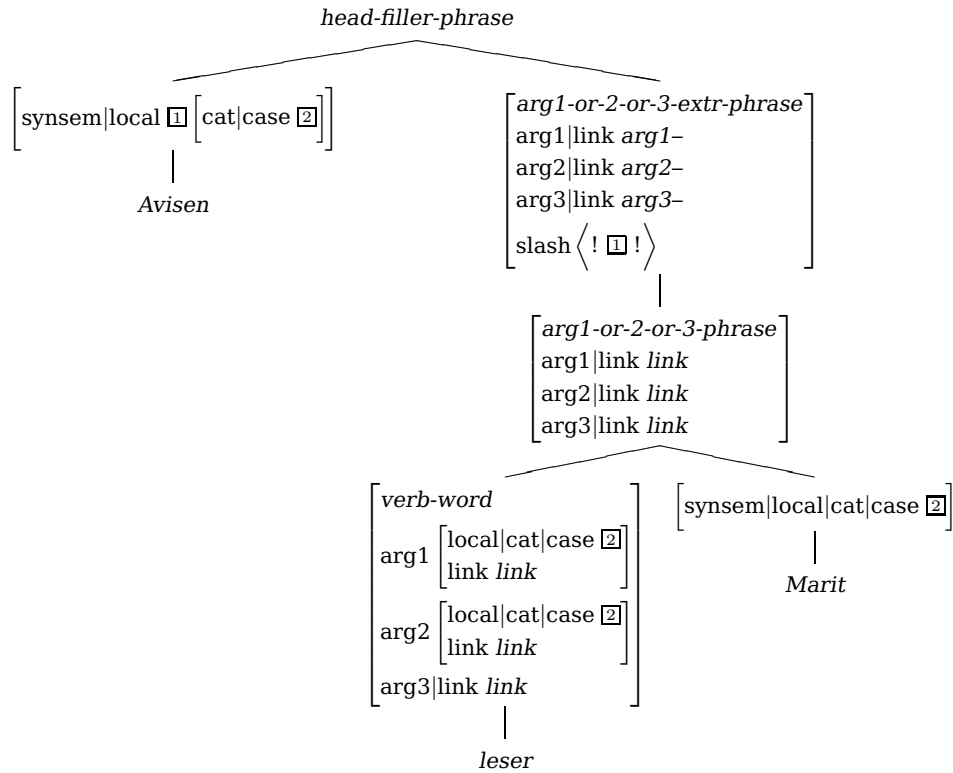 head-filler-phrase
[synsem|local 1 [cat|case 2]]
Avisen
arg1-or-2-or-3-extr-phrase
arg1|link arg1–
arg2|link arg2–
arg3|link arg3–
slash ⟨! 1 !⟩
arg1-or-2-or-3-phrase
arg1|link link
arg2|link link
arg3|link link
verb-word
arg1 [local|cat|case 2
link link]
arg2 [local|cat|case 2
link link]
arg3|link link
leser
[synsem|local|cat|case 2]
Marit